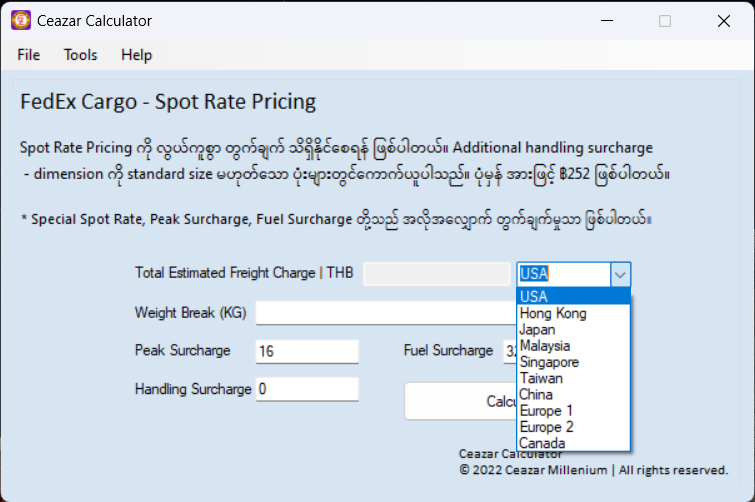 Ceazar Calculator
File Tools Help
FedEx Cargo - Spot Rate Pricing
Spot Rate Pricing ကို လွယ်ကူစွာ တွက်ချက် သိရှိနိုင်စေရန် ဖြစ်ပါတယ်။ Additional handling surcharge
- dimension ကို standard size မဟုတ်သော ပုံးများတွင်ကောက်ယူပါသည်။ ပုံမှန် အားဖြင့် ฿252 ဖြစ်ပါတယ်။
* Special Spot Rate, Peak Surcharge, Fuel Surcharge တို့သည် အလိုအလျှောက် တွက်ချက်မှုသာ ဖြစ်ပါတယ်။
Total Estimated Freight Charge | THB USA
USA
Weight Break (KG)
Hong Kong
Japan
Malaysia
Peak Surcharge 16 Fuel Surcharge
Singapore
Taiwan
Handling Surcharge 0
China
Europe 1
Europe 2
Canada
Ceazar Calculator
© 2022 Ceazar Millenium | All rights reserved.